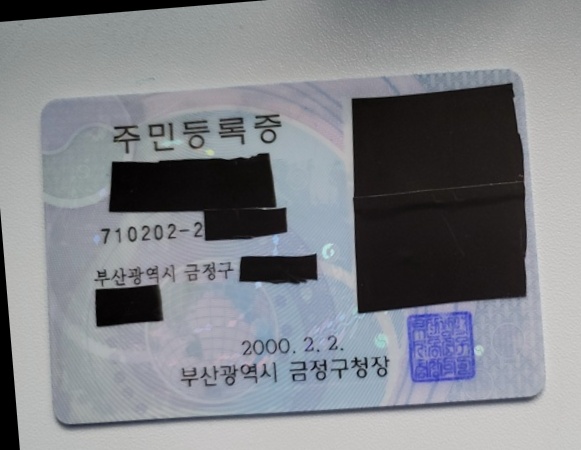 주민등록증
710202-2
부산광역시 금정구
2000. 2. 2.
부산광역시 금정구청장